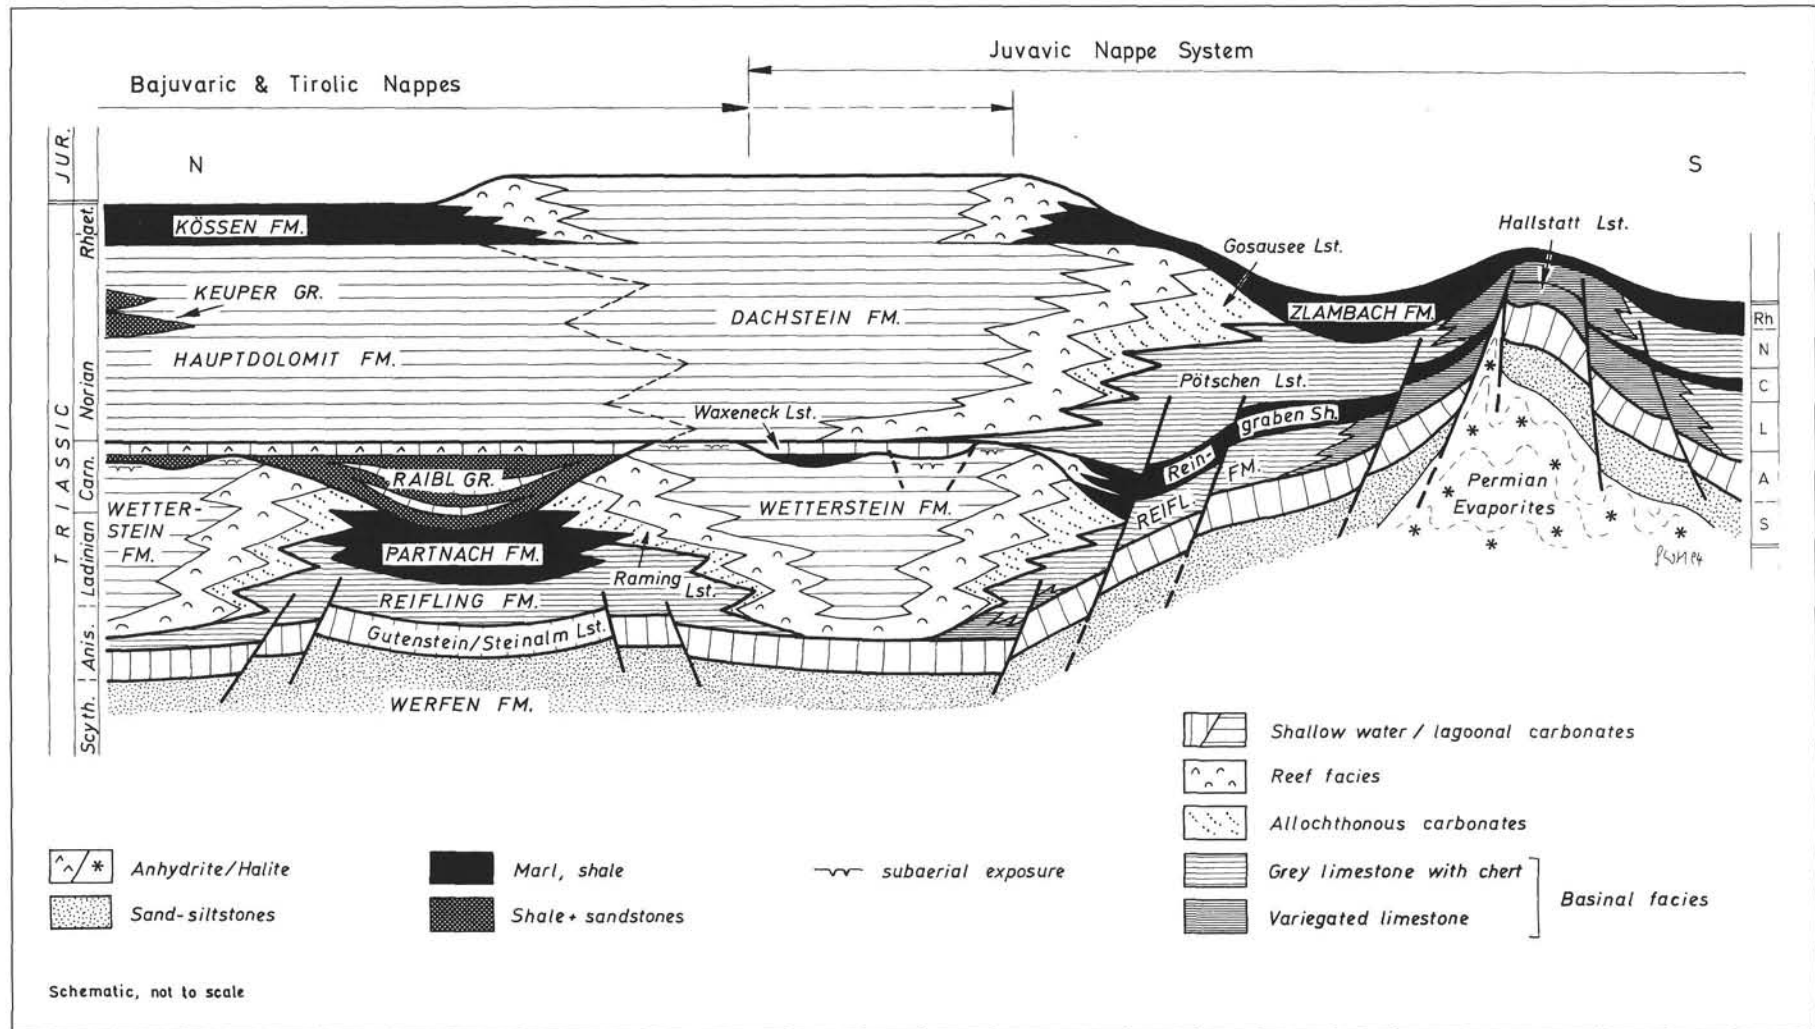 Juvavic Nappe System
Bajuvaric & Tirolic Nappes
JUR.
N
S
Rhaet.
KÖSSEN FM.
Hallstatt Lst.
Gosausee Lst.
KEUPER GR.
DACHSTEIN FM.
ZLAMBACH FM.
Rh
HAUPTDOLOMIT FM.
N
Norian
Pötschen Lst.
C
Waxeneck Lst.
graben Sh.
L
TRIASSIC
Carn.
RAIBL GR.
Rein-
FM.
WETTER-
STEIN
FM.
WETTERSTEIN FM.
REIFL.
Permian
Evaporites
A
S
Ladinian
PARTNACH FM.
Raming
Lst.
REIFLING FM.
Anis.
Gutenstein/Steinalm Lst.
Scyth.
WERFEN FM.
Shallow water / lagoonal carbonates
Reef facies
Allochthonous carbonates
Anhydrite/Halite
Marl, shale
subaerial exposure
Grey limestone with chert
Sand-siltstones
Shale + sandstones
Variegated limestone
Basinal facies
Schematic, not to scale